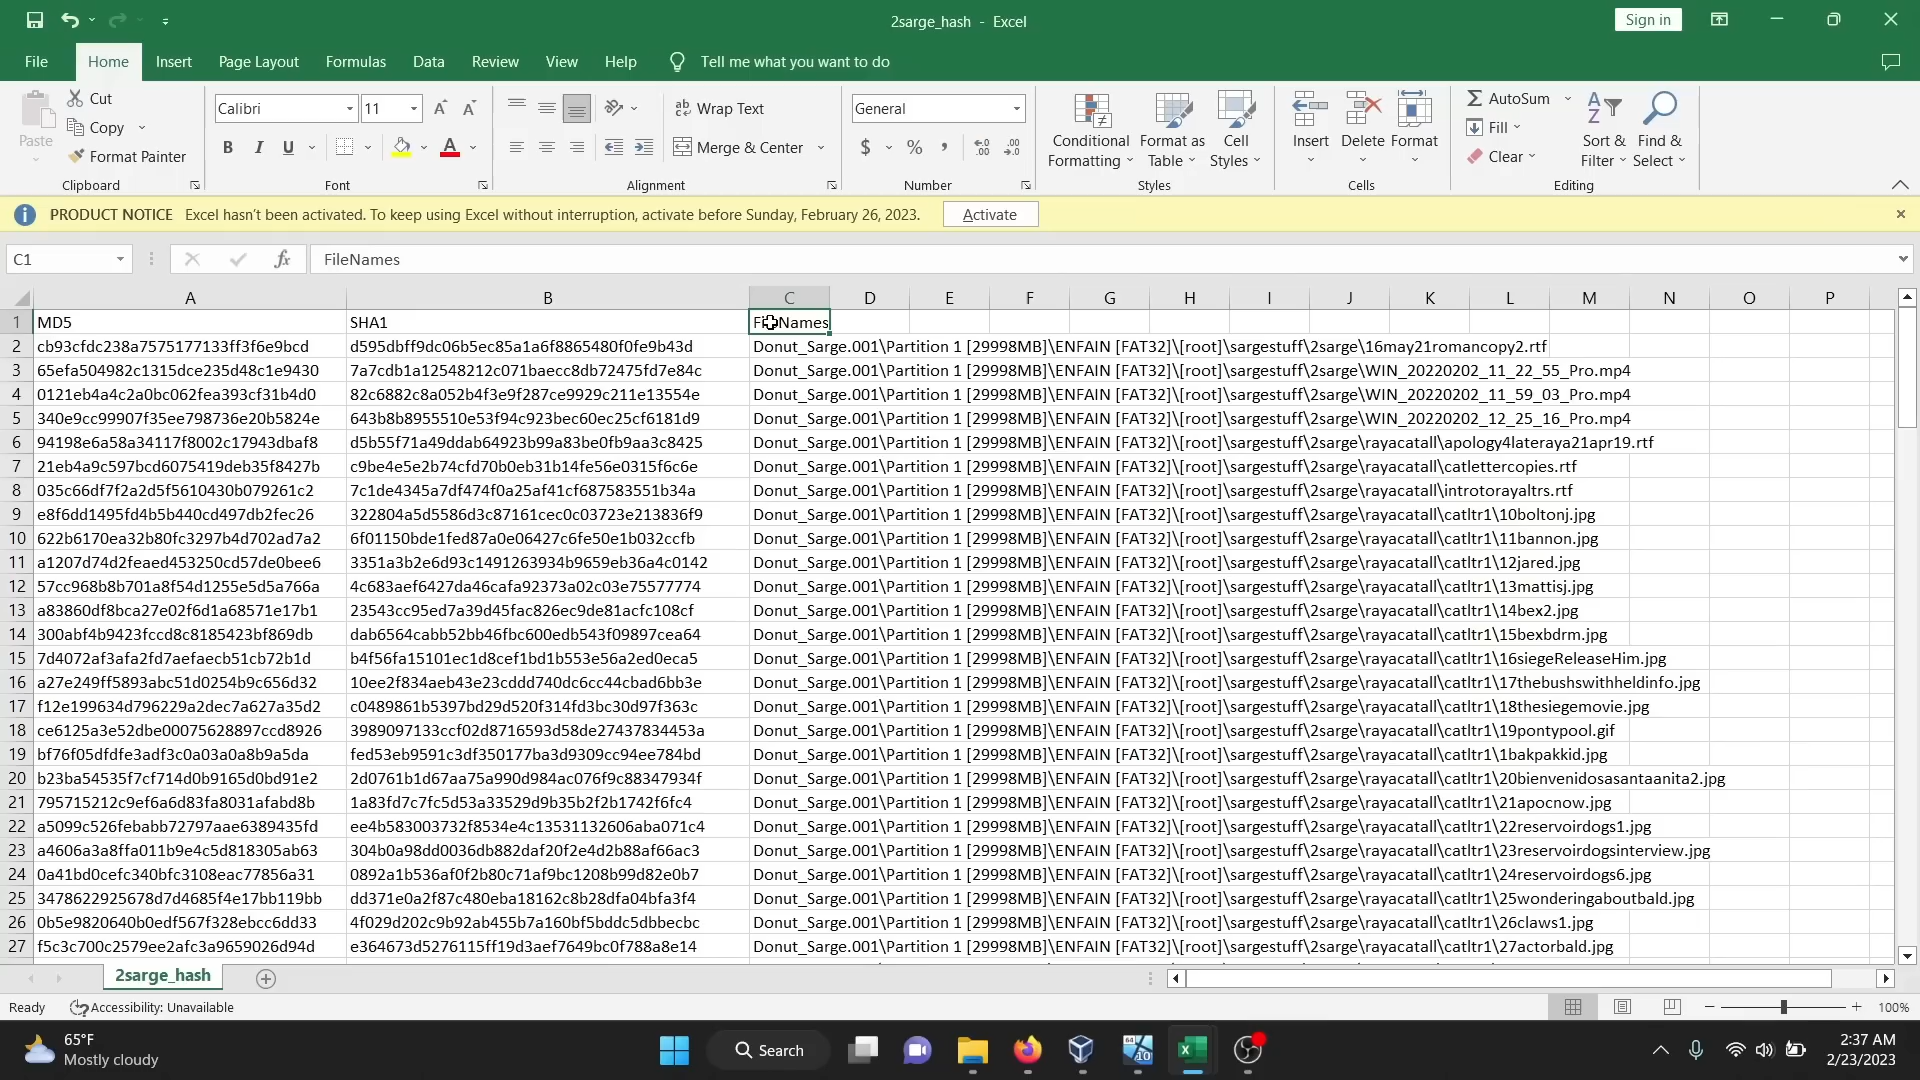 2sarge_hash - Excel
Sign in
File Home Insert Page Layout Formulas Data Review View Help Tell me what you want to do
Paste
Cut
Copy
Format Painter
Clipboard
Calibri 11
B I U
Font
Wrap Text
Merge & Center
Alignment
General
$ % ,
Number
Conditional Formatting
Format as Table
Cell Styles
Styles
Insert
Delete
Format
Cells
AutoSum
Fill
Clear
Sort & Filter
Find & Select
Editing
PRODUCT NOTICE Excel hasn't been activated. To keep using Excel without interruption, activate before Sunday, February 26, 2023. Activate
C1 fx FileNames
A B C D E F G H I J K L M N O P
1 MD5 SHA1 FileNames
2 cb93cfdc238a7575177133ff3f6e9bcd d595dbff9dc06b5ec85a1a6f8865480f0fe9b43d Donut_Sarge.001\Partition 1 [29998MB]\ENFAIN [FAT32]\[root]\sargestuff\2sarge\16may21romancopy2.rtf
3 65efa504982c1315dce235d48c1e9430 7a7cdb1a12548212c071baecc8db72475fd7e84c Donut_Sarge.001\Partition 1 [29998MB]\ENFAIN [FAT32]\[root]\sargestuff\2sarge\WIN_20220202_11_22_55_Pro.mp4
4 0121eb4a4c2a0bc062fea393cf31b4d0 82c6882c8a052b4f3e9f287ce9929c211e13554e Donut_Sarge.001\Partition 1 [29998MB]\ENFAIN [FAT32]\[root]\sargestuff\2sarge\WIN_20220202_11_59_03_Pro.mp4
5 340e9cc99907f35ee798736e20b5824e 643b8b8955510e53f94c923bec60ec25cf6181d9 Donut_Sarge.001\Partition 1 [29998MB]\ENFAIN [FAT32]\[root]\sargestuff\2sarge\WIN_20220202_12_25_16_Pro.mp4
6 94198e6a58a34117f8002c17943dbaf8 d5b55f71a49ddab64923b99a83be0fb9aa3c8425 Donut_Sarge.001\Partition 1 [29998MB]\ENFAIN [FAT32]\[root]\sargestuff\2sarge\rayacatall\apology4lateraya21apr19.rtf
7 21eb4a9c597bcd6075419deb35f8427b c9be4e5e2b74cfd70b0eb31b14fe56e0315f6c6e Donut_Sarge.001\Partition 1 [29998MB]\ENFAIN [FAT32]\[root]\sargestuff\2sarge\rayacatall\catlettercopies.rtf
8 035c66df7f2a2d5f5610430b079261c2 7c1de4345a7df474f0a25af41cf687583551b34a Donut_Sarge.001\Partition 1 [29998MB]\ENFAIN [FAT32]\[root]\sargestuff\2sarge\rayacatall\introtorayaltrs.rtf
9 e8f6dd1495fd4b5b440cd497db2fec26 322804a5d5586d3c87161cec0c03723e213836f9 Donut_Sarge.001\Partition 1 [29998MB]\ENFAIN [FAT32]\[root]\sargestuff\2sarge\rayacatall\catltr1\10boltonj.jpg
10 622b6170ea32b80fc3297b4d702ad7a2 6f01150bde1fed87a0e06427c6fe50e1b032ccfb Donut_Sarge.001\Partition 1 [29998MB]\ENFAIN [FAT32]\[root]\sargestuff\2sarge\rayacatall\catltr1\11bannon.jpg
11 a1207d74d2feaed453250cd57de0bee6 3351a3b2e6d93c1491263934b9659eb36a4c0142 Donut_Sarge.001\Partition 1 [29998MB]\ENFAIN [FAT32]\[root]\sargestuff\2sarge\rayacatall\catltr1\12jared.jpg
12 57cc968b8b701a8f54d1255e5d5a766a 4c683aef6427da46cafa92373a02c03e75577774 Donut_Sarge.001\Partition 1 [29998MB]\ENFAIN [FAT32]\[root]\sargestuff\2sarge\rayacatall\catltr1\13mattisj.jpg
13 a83860df8bca27e02f6d1a68571e17b1 23543cc95ed7a39d45fac826ec9de81acfc108cf Donut_Sarge.001\Partition 1 [29998MB]\ENFAIN [FAT32]\[root]\sargestuff\2sarge\rayacatall\catltr1\14bex2.jpg
14 300abf4b9423fccd8c8185423bf869db dab6564cabb52bb46fbc600edb543f09897cea64 Donut_Sarge.001\Partition 1 [29998MB]\ENFAIN [FAT32]\[root]\sargestuff\2sarge\rayacatall\catltr1\15bexbdrm.jpg
15 7d4072af3afa2fd7aefaecb51cb72b1d b4f56fa15101ec1d8cef1bd1b553e56a2ed0eca5 Donut_Sarge.001\Partition 1 [29998MB]\ENFAIN [FAT32]\[root]\sargestuff\2sarge\rayacatall\catltr1\16siegeReleaseHim.jpg
16 a27e249ff5893abc51d0254b9c656d32 10ee2f834aeb43e23cddd740dc6cc44cbad6bb3e Donut_Sarge.001\Partition 1 [29998MB]\ENFAIN [FAT32]\[root]\sargestuff\2sarge\rayacatall\catltr1\17thebushswithheldinfo.jpg
17 f12e199634d796229a2dec7a627a35d2 c0489861b5397bd29d520f314fd3bc30d97f363c Donut_Sarge.001\Partition 1 [29998MB]\ENFAIN [FAT32]\[root]\sargestuff\2sarge\rayacatall\catltr1\18thesiegemovie.jpg
18 ce6125a3e52dbe00075628897ccd8926 3989097133ccf02d8716593d58de27437834453a Donut_Sarge.001\Partition 1 [29998MB]\ENFAIN [FAT32]\[root]\sargestuff\2sarge\rayacatall\catltr1\19pontypool.gif
19 bf76f05dfdfe3adf3c0a03a0a8b9a5da fed53eb9591c3df350177ba3d9309cc94ee784bd Donut_Sarge.001\Partition 1 [29998MB]\ENFAIN [FAT32]\[root]\sargestuff\2sarge\rayacatall\catltr1\1bakpakkid.jpg
20 b23ba54535f7cf714d0b9165d0bd91e2 2d0761b1d67aa75a990d984ac076f9c88347934f Donut_Sarge.001\Partition 1 [29998MB]\ENFAIN [FAT32]\[root]\sargestuff\2sarge\rayacatall\catltr1\20bienvenidosasantaanita2.jpg
21 795715212c9ef6a6d83fa8031afabd8b 1a83fd7c7fc5d53a33529d9b35b2f2b1742f6fc4 Donut_Sarge.001\Partition 1 [29998MB]\ENFAIN [FAT32]\[root]\sargestuff\2sarge\rayacatall\catltr1\21apocnow.jpg
22 a5099c526febabb72797aae6389435fd ee4b583003732f8534e4c13531132606aba071c4 Donut_Sarge.001\Partition 1 [29998MB]\ENFAIN [FAT32]\[root]\sargestuff\2sarge\rayacatall\catltr1\22reservoirdogs1.jpg
23 a4606a3a8ffa011b9e4c5d818305ab63 304b0a98dd0036db882daf20f2e4d2b88af66ac3 Donut_Sarge.001\Partition 1 [29998MB]\ENFAIN [FAT32]\[root]\sargestuff\2sarge\rayacatall\catltr1\23reservoirdogsinterview.jpg
24 0a41bd0cefc340bfc3108eac77856a31 0892a1b536af0f2b80c71af9bc1208b99d82e0b7 Donut_Sarge.001\Partition 1 [29998MB]\ENFAIN [FAT32]\[root]\sargestuff\2sarge\rayacatall\catltr1\24reservoirdogs6.jpg
25 3478622925678d7d4685f4e17bb119bb dd371e0a2f87c480eba18162c8b28dfa04bfa3f4 Donut_Sarge.001\Partition 1 [29998MB]\ENFAIN [FAT32]\[root]\sargestuff\2sarge\rayacatall\catltr1\25wonderingaboutbald.jpg
26 0b5e9820640b0edf567f328ebcc6dd33 4f029d202c9b92ab455b7a160bf5bddc5dbbecbc Donut_Sarge.001\Partition 1 [29998MB]\ENFAIN [FAT32]\[root]\sargestuff\2sarge\rayacatall\catltr1\26claws1.jpg
27 f5c3c700c2579ee2afc3a9659026d94d e364673d5276115ff19d3aef7649bc0f788a8e14 Donut_Sarge.001\Partition 1 [29998MB]\ENFAIN [FAT32]\[root]\sargestuff\2sarge\rayacatall\catltr1\27actorbald.jpg
2sarge_hash
Ready Accessibility: Unavailable 100%
65°F
Mostly cloudy
Search
2:37 AM
2/23/2023